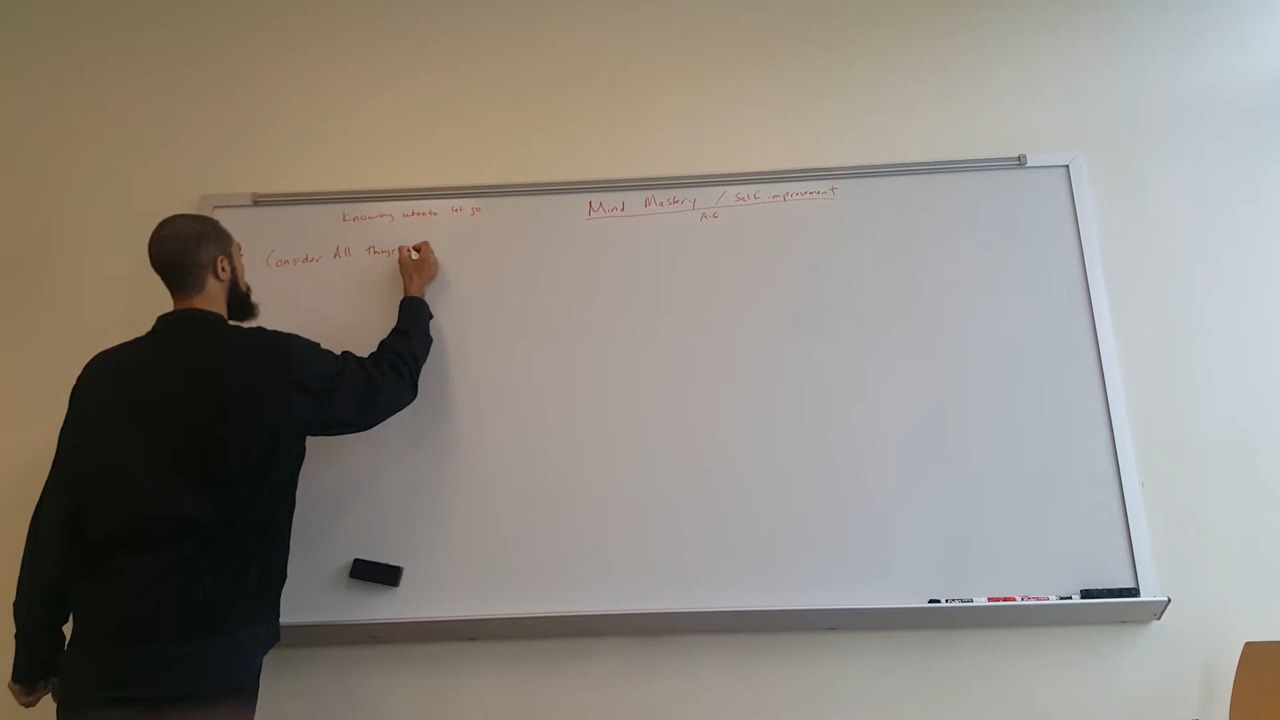 Mind Mastery / Self improvement
A.G
Knowing when to let go
Consider All Things